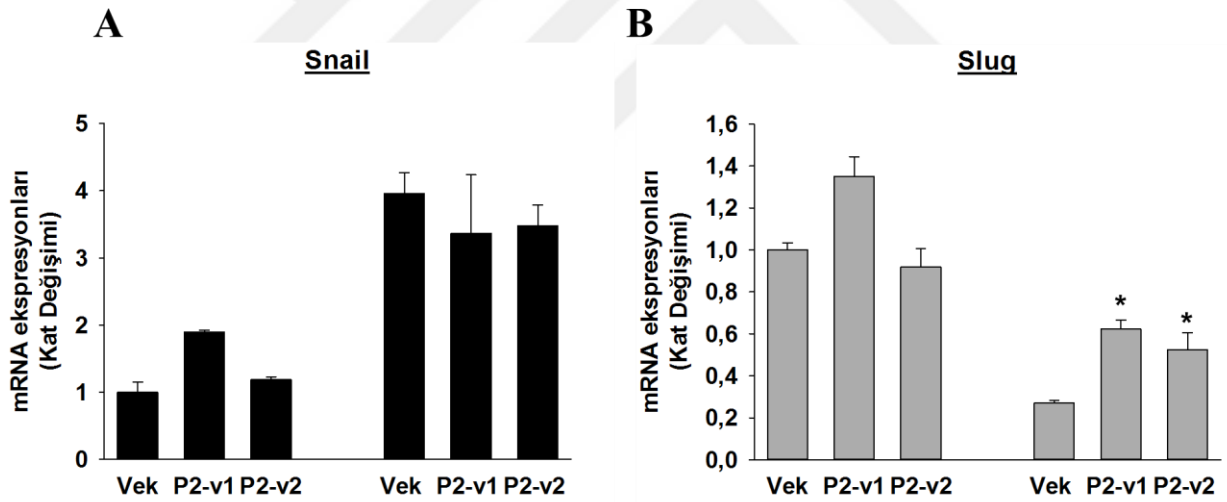 A
Snail
mRNA ekspresyonları
(Kat Değişimi)
5
4
3
2
1
0
Vek P2-v1 P2-v2 Vek P2-v1 P2-v2
B
Slug
mRNA ekspresyonları
(Kat Değişimi)
1,6
1,4
1,2
1,0
0,8
0,6
0,4
0,2
0,0
* *
Vek P2-v1 P2-v2 Vek P2-v1 P2-v2